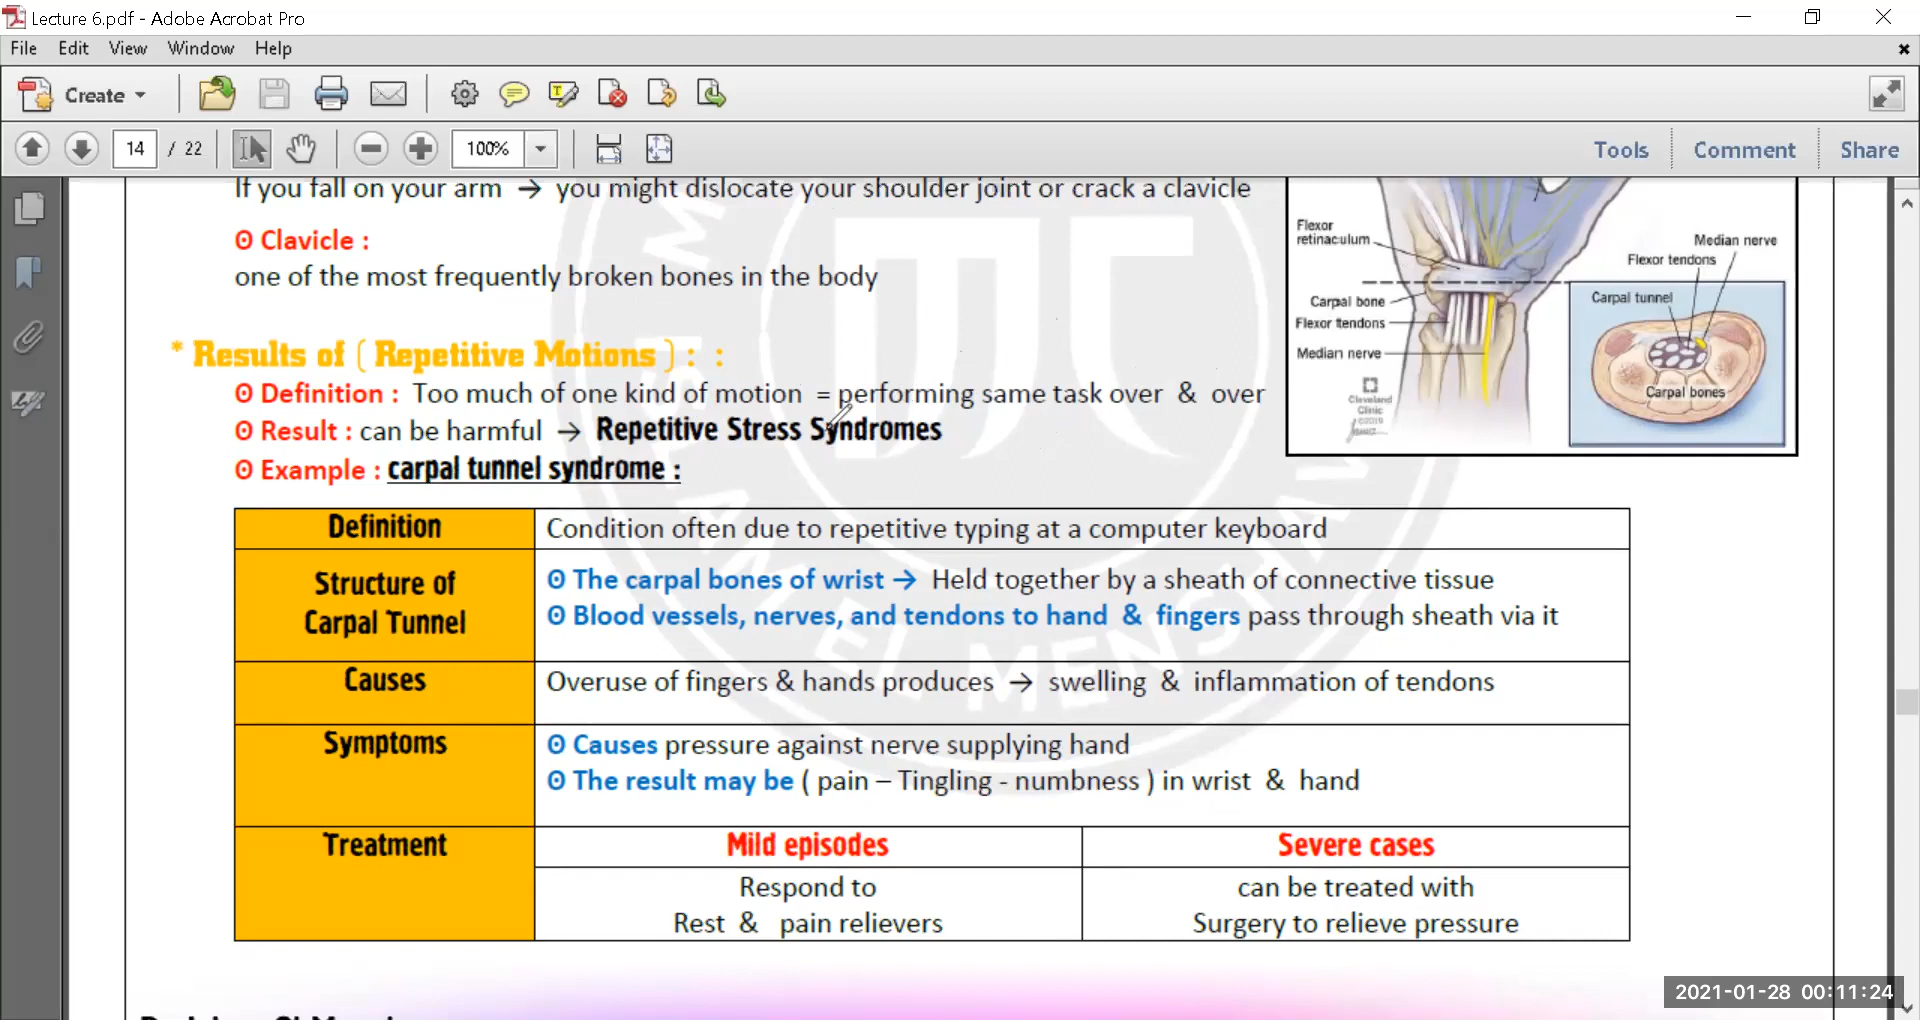 Lecture 6.pdf - Adobe Acrobat Pro
File Edit View Window Help
Create
14 / 22 100% Tools Comment Share
If you fall on your arm → you might dislocate your shoulder joint or crack a clavicle
ʘ Clavicle :
one of the most frequently broken bones in the body
* Results of ( Repetitive Motions ) : :
ʘ Definition : Too much of one kind of motion = performing same task over & over
ʘ Result : can be harmful → Repetitive Stress Syndromes
ʘ Example : carpal tunnel syndrome :
Flexor
retinaculum
Median nerve
Flexor tendons
Carpal bone
Carpal tunnel
Flexor tendons
Median nerve
Carpal bones
Cleveland
Clinic
©2019
Definition Condition often due to repetitive typing at a computer keyboard
Structure of
Carpal Tunnel
ʘ The carpal bones of wrist → Held together by a sheath of connective tissue
ʘ Blood vessels, nerves, and tendons to hand & fingers pass through sheath via it
Causes Overuse of fingers & hands produces → swelling & inflammation of tendons
Symptoms
ʘ Causes pressure against nerve supplying hand
ʘ The result may be ( pain – Tingling - numbness ) in wrist & hand
Treatment Mild episodes Severe cases
Respond to
Rest & pain relievers
can be treated with
Surgery to relieve pressure
2021-01-28 00:11:24